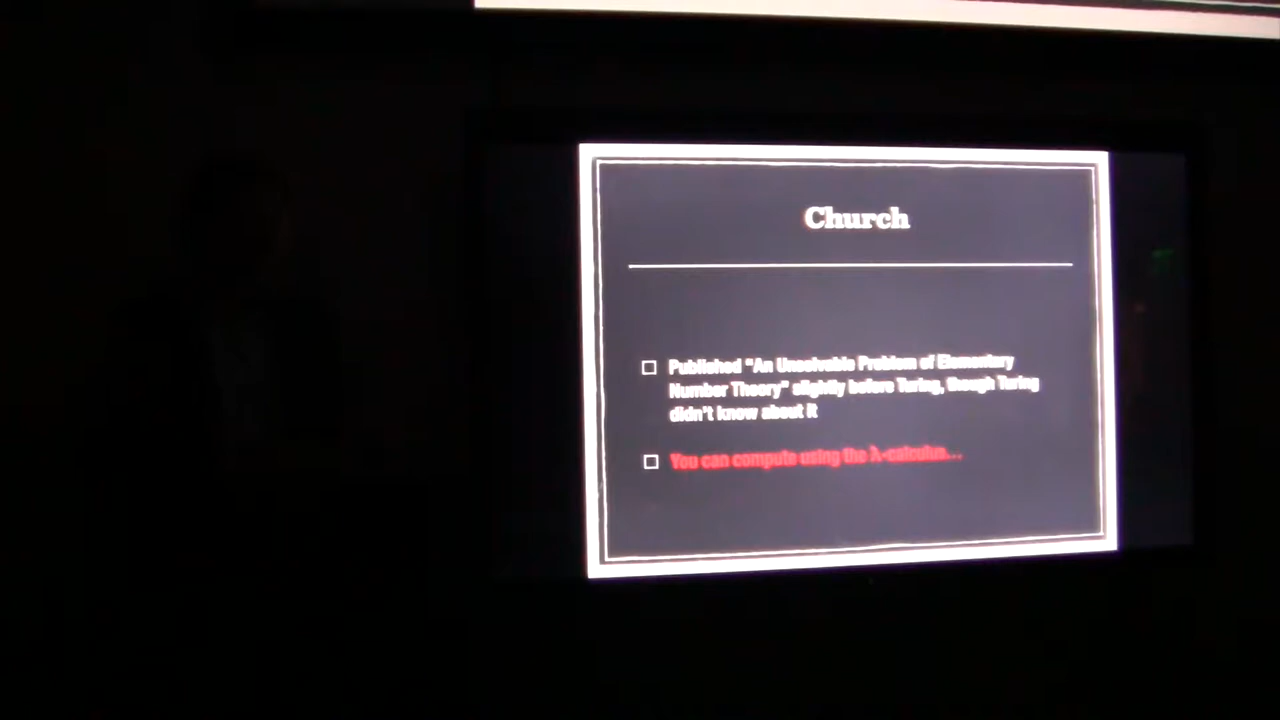 Church
Published "An Unsolvable Problem of Elementary
Number Theory" slightly before Turing, though Turing
didn't know about it
You can compute using the λ-calculus...